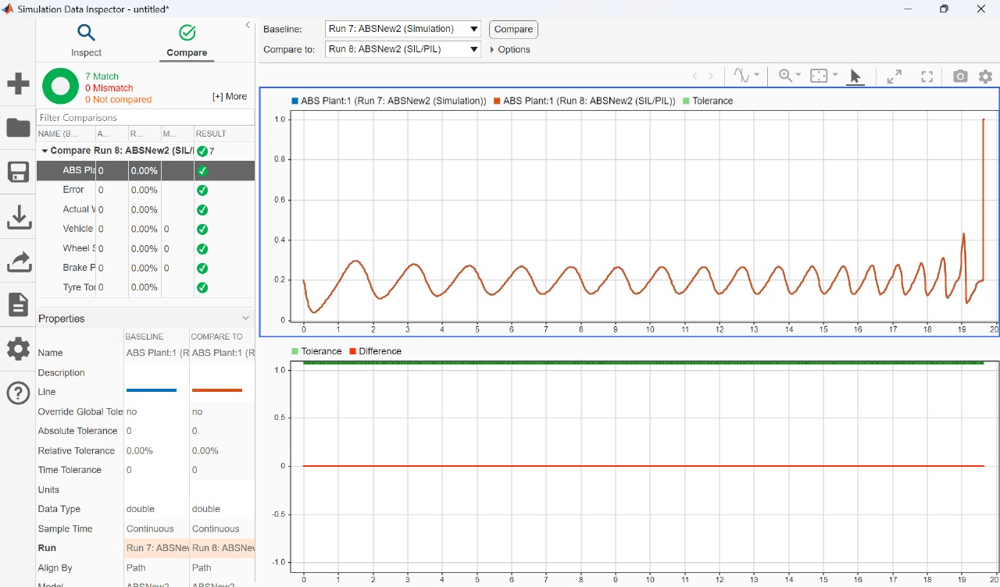 Simulation Data Inspector - untitled*
Inspect
Compare
Baseline: Run 7: ABSNew2 (Simulation) Compare
Compare to: Run 8: ABSNew2 (SIL/PIL) Options
7 Match
0 Mismatch
0 Not compared
[+] More
Filter Comparisons
NAME (B... A... R... M... RESULT
Compare Run 8: ABSNew2 (SIL/ 7
ABS Pla 0 0.00%
Error 0 0.00%
Actual 0 0.00%
Vehicle 0 0.00% 0
Wheel S 0 0.00% 0
Brake P 0 0.00% 0
Tyre Tor 0 0.00%
Properties
BASELINE COMPARE TO
Name ABS Plant:1 (R ABS Plant:1 (R
Description
Line
Override Global Tole no no
Absolute Tolerance 0 0
Relative Tolerance 0.00% 0.00%
Time Tolerance 0 0
Units
Data Type double double
Sample Time Continuous Continuous
Run Run 7: ABSNew Run 8: ABSNew
Align By Path Path
Model ABSNew2 ABSNew2
ABS Plant:1 (Run 7: ABSNew2 (Simulation)) ABS Plant:1 (Run 8: ABSNew2 (SIL/PIL)) Tolerance
1.0
0.8
0.6
0.4
0.2
0
0 1 2 3 4 5 6 7 8 9 10 11 12 13 14 15 16 17 18 19 20
Tolerance Difference
1.0
0.5
0
-0.5
-1.0
0 1 2 3 4 5 6 7 8 9 10 11 12 13 14 15 16 17 18 19 20